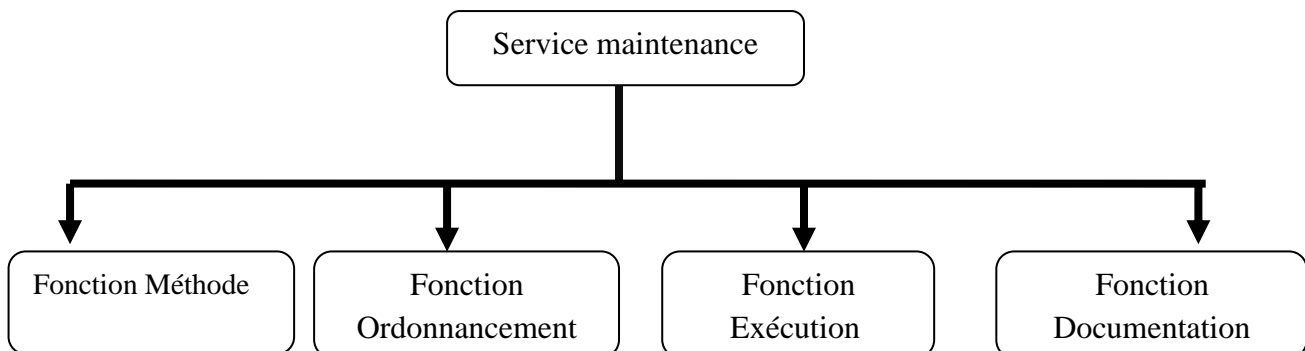 Service maintenance
Fonction Méthode
Fonction
Ordonnancement
Fonction
Exécution
Fonction
Documentation